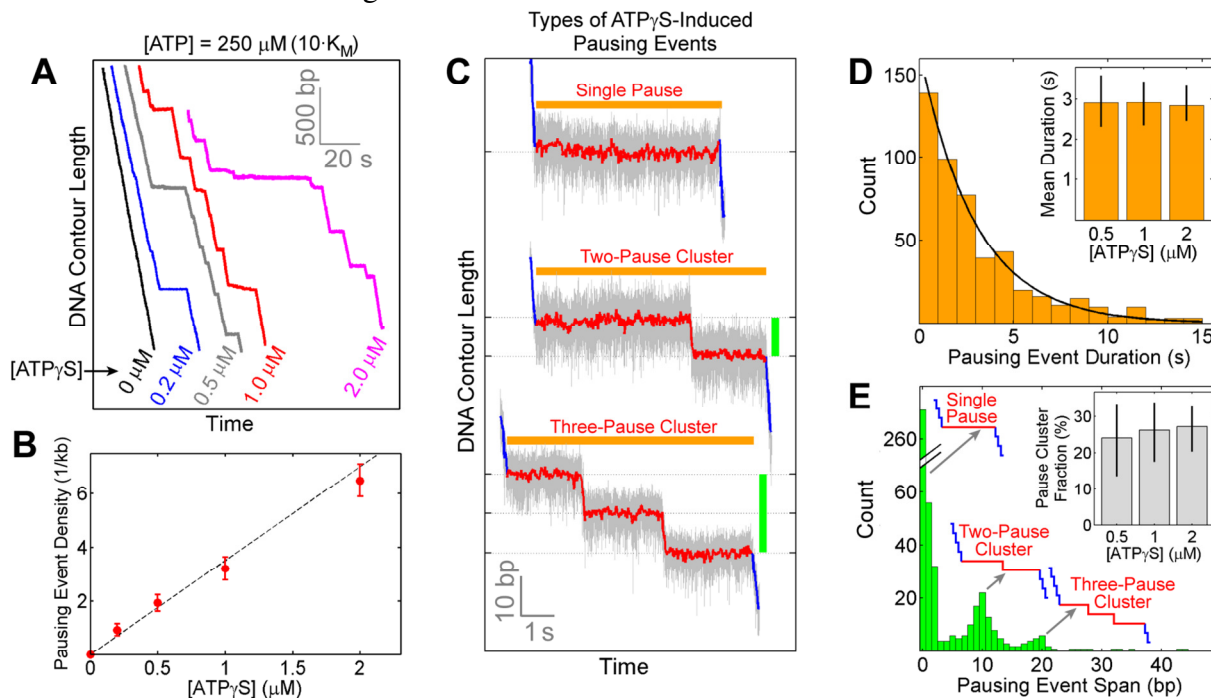 A
[ATP] = 250 µM (10·K_M)
DNA Contour Length
500 bp
20 s
[ATPγS]
0 µM
0.2 µM
0.5 µM
1.0 µM
2.0 µM
Time
B
Pausing Event Density (1/kb)
6
4
2
0
0
0.5
1
2
[ATPγS] (µM)
Types of ATPγS-Induced
Pausing Events
C
Single Pause
Two-Pause Cluster
Three-Pause Cluster
DNA Contour Length
10 bp
1 s
Time
D
Count
150
100
50
0
5
10
15
Pausing Event Duration (s)
Mean Duration (s)
3
2
1
0.5
1
2
[ATPγS] (µM)
E
Count
260
60
40
20
0
10
20
30
40
Pausing Event Span (bp)
Single
Pause
Two-Pause
Cluster
Three-Pause
Cluster
Pause Cluster
Fraction (%)
30
20
10
0
0.5
1
2
[ATPγS] (µM)